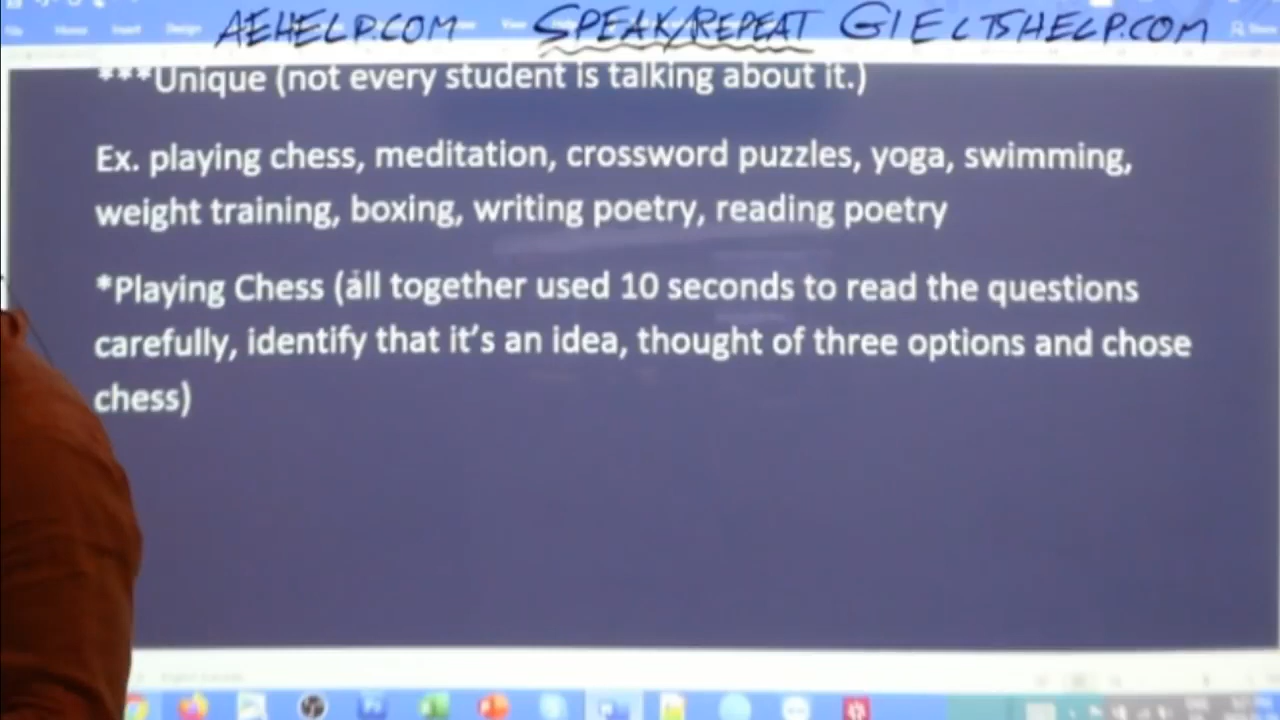 AEHELP.COM SPEAK/REPEAT GIELTSHELP.COM
***Unique (not every student is talking about it.)
Ex. playing chess, meditation, crossword puzzles, yoga, swimming,
weight training, boxing, writing poetry, reading poetry
*Playing Chess (all together used 10 seconds to read the questions
carefully, identify that it's an idea, thought of three options and chose
chess)